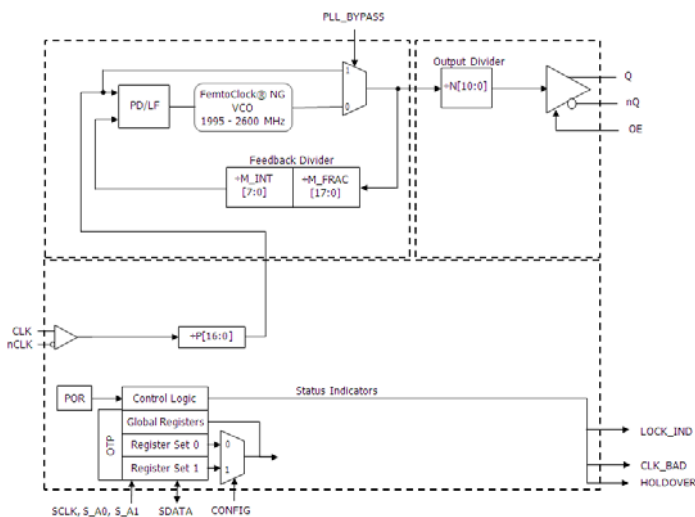 PLL_BYPASS
Output Divider
1
FemtoClock® NG
VCO
1995 - 2600 MHz
PD/LF
0
÷N[10:0]
Q
nQ
OE
Feedback Divider
÷M_INT
[7:0]
÷M_FRAC
[17:0]
CLK
nCLK
÷P[16:0]
POR
Control Logic
Status Indicators
Global Registers
OTP
Register Set 0
0
Register Set 1
1
LOCK_IND
CLK_BAD
HOLDOVER
SCLK, S_A0, S_A1
SDATA
CONFIG